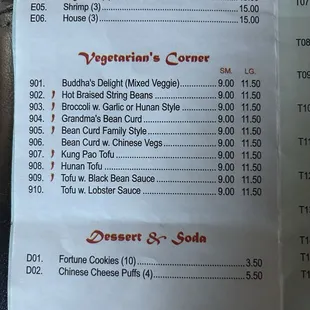 E05. Shrimp (3) 15.00
E06. House (3) 15.00
Vegetarian's Corner
SM. LG.
901. Buddha's Delight (Mixed Veggie) 9.00 11.50
902. Hot Braised String Beans 9.00 11.50
903. Broccoli w. Garlic or Hunan Style 9.00 11.50
904. Grandma's Bean Curd 9.00 11.50
905. Bean Curd Family Style 9.00 11.50
906. Bean Curd w. Chinese Vegs 9.00 11.50
907. Kung Pao Tofu 9.00 11.50
908. Hunan Tofu 9.00 11.50
909. Tofu w. Black Bean Sauce 9.00 11.50
910. Tofu w. Lobster Sauce 9.00 11.50
Dessert & Soda
D01. Fortune Cookies (10) 3.50
D02. Chinese Cheese Puffs (4) 5.50
T08